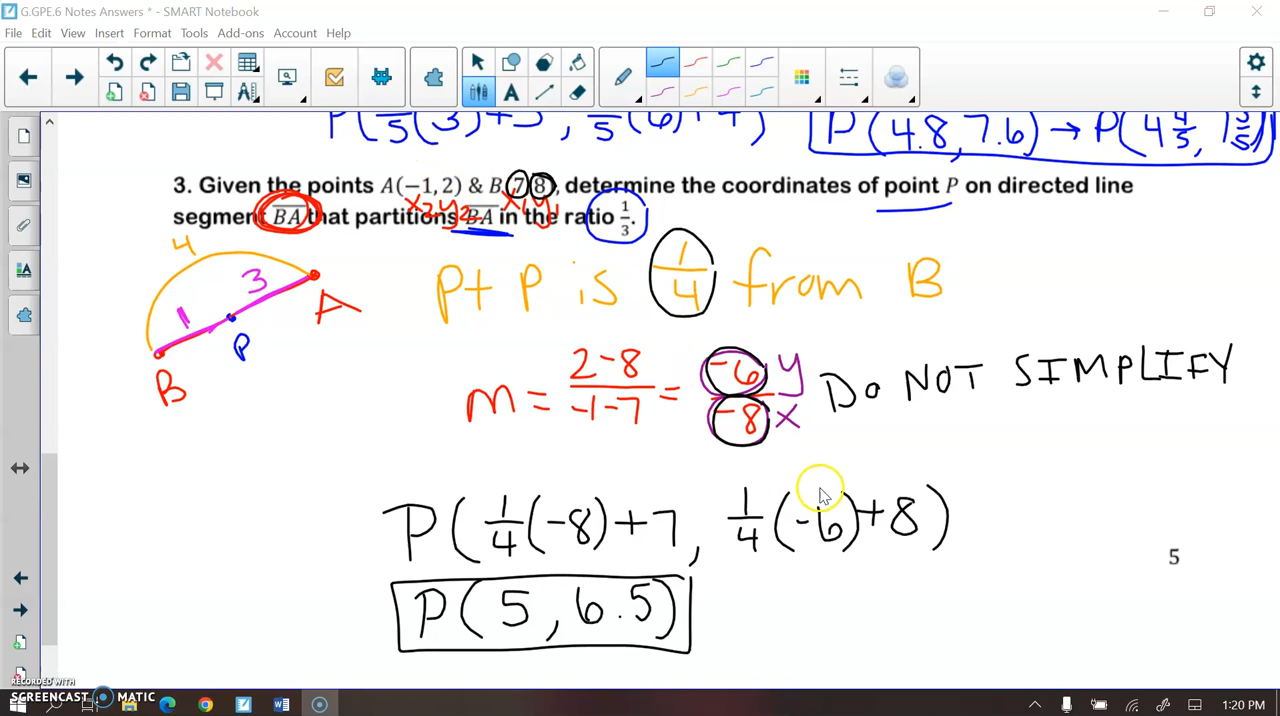 G.GPE.6 Notes Answers * - SMART Notebook
File Edit View Insert Format Tools Add-ons Account Help
P(4.8, 7.6) → P(4 4/5, 7 3/5)
3. Given the points A(−1, 2) & B(7, 8), determine the coordinates of point P on directed line
x₂ y₂ x₁ y₁
segment BA that partitions BA in the ratio 1/3.
4
3
1
A
P
B
pt P is 1/4 from B
m = 2-8/-1-7 = -6/-8 y x DO NOT SIMPLIFY
P(1/4(-8)+7, 1/4(-6)+8)
P(5, 6.5)
5
RECORDED WITH
SCREENCAST MATIC
1:20 PM